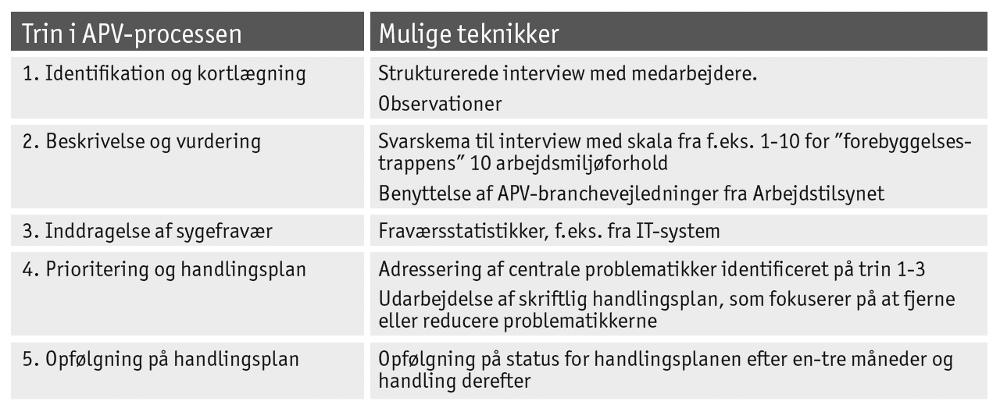 Trin i APV-processen
Mulige teknikker
1. Identifikation og kortlægning
Strukturerede interview med medarbejdere.
Observationer
2. Beskrivelse og vurdering
Svarskema til interview med skala fra f.eks. 1-10 for ”forebyggelses-
trappens” 10 arbejdsmiljøforhold
Benyttelse af APV-branchevejledninger fra Arbejdstilsynet
3. Inddragelse af sygefravær
Fraværsstatistikker, f.eks. fra IT-system
4. Prioritering og handlingsplan
Adressering af centrale problematikker identificeret på trin 1-3
Udarbejdelse af skriftlig handlingsplan, som fokuserer på at fjerne
eller reducere problematikkerne
5. Opfølgning på handlingsplan
Opfølgning på status for handlingsplanen efter en-tre måneder og
handling derefter